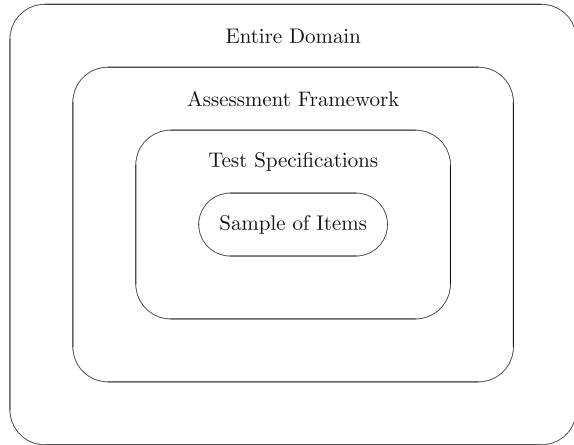 Entire Domain
Assessment Framework
Test Specifications
Sample of Items